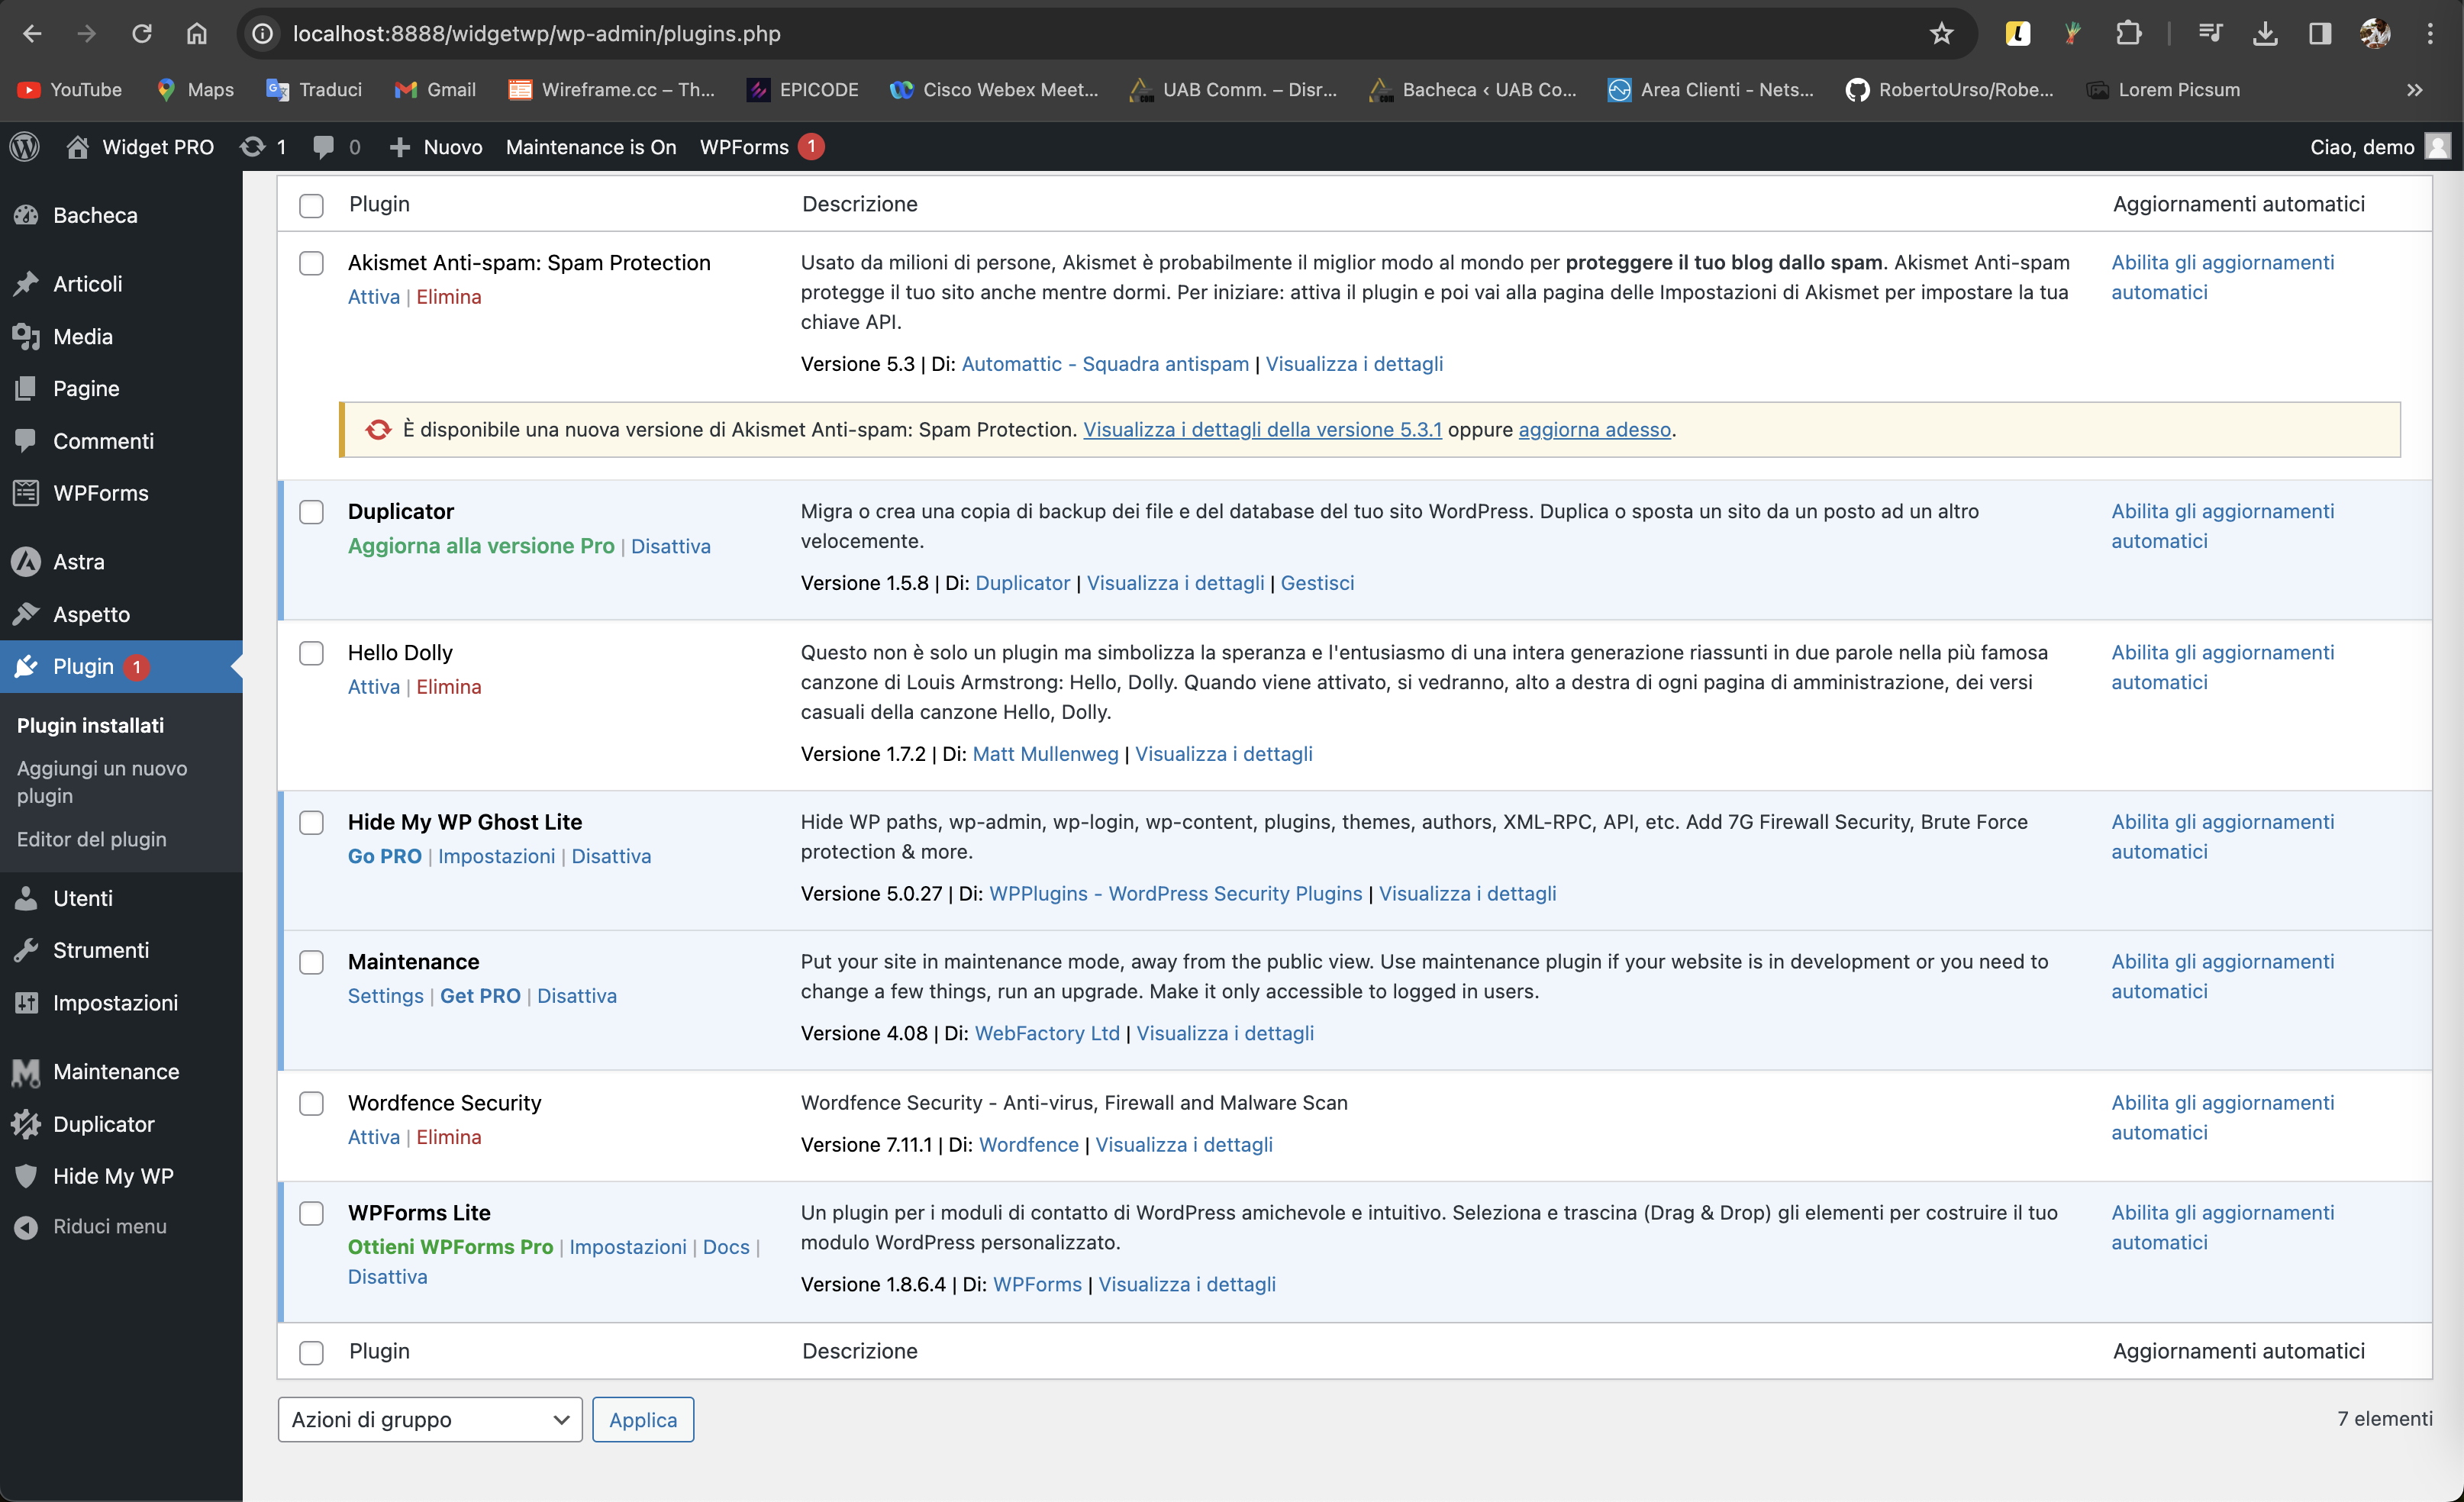 localhost:8888/widgetwp/wp-admin/plugins.php
YouTube Maps Traduci Gmail Wireframe.cc – Th... EPICODE Cisco Webex Meet... UAB Comm. – Disr... Bacheca ‹ UAB Co... Area Clienti - Nets... RobertoUrso/Robe... Lorem Picsum »
Widget PRO 1 0 Nuovo Maintenance is On WPForms 1 Ciao, demo
Bacheca
Articoli
Media
Pagine
Commenti
WPForms
Astra
Aspetto
Plugin 1
Plugin installati
Aggiungi un nuovo
plugin
Editor del plugin
Utenti
Strumenti
Impostazioni
Maintenance
Duplicator
Hide My WP
Riduci menu
Plugin Descrizione Aggiornamenti automatici
Akismet Anti-spam: Spam Protection
Attiva | Elimina
Usato da milioni di persone, Akismet è probabilmente il miglior modo al mondo per proteggere il tuo blog dallo spam. Akismet Anti-spam
protegge il tuo sito anche mentre dormi. Per iniziare: attiva il plugin e poi vai alla pagina delle Impostazioni di Akismet per impostare la tua
chiave API.
Versione 5.3 | Di: Automattic - Squadra antispam | Visualizza i dettagli
Abilita gli aggiornamenti
automatici
È disponibile una nuova versione di Akismet Anti-spam: Spam Protection. Visualizza i dettagli della versione 5.3.1 oppure aggiorna adesso.
Duplicator
Aggiorna alla versione Pro | Disattiva
Migra o crea una copia di backup dei file e del database del tuo sito WordPress. Duplica o sposta un sito da un posto ad un altro
velocemente.
Versione 1.5.8 | Di: Duplicator | Visualizza i dettagli | Gestisci
Abilita gli aggiornamenti
automatici
Hello Dolly
Attiva | Elimina
Questo non è solo un plugin ma simbolizza la speranza e l'entusiasmo di una intera generazione riassunti in due parole nella più famosa
canzone di Louis Armstrong: Hello, Dolly. Quando viene attivato, si vedranno, alto a destra di ogni pagina di amministrazione, dei versi
casuali della canzone Hello, Dolly.
Versione 1.7.2 | Di: Matt Mullenweg | Visualizza i dettagli
Abilita gli aggiornamenti
automatici
Hide My WP Ghost Lite
Go PRO | Impostazioni | Disattiva
Hide WP paths, wp-admin, wp-login, wp-content, plugins, themes, authors, XML-RPC, API, etc. Add 7G Firewall Security, Brute Force
protection & more.
Versione 5.0.27 | Di: WPPlugins - WordPress Security Plugins | Visualizza i dettagli
Abilita gli aggiornamenti
automatici
Maintenance
Settings | Get PRO | Disattiva
Put your site in maintenance mode, away from the public view. Use maintenance plugin if your website is in development or you need to
change a few things, run an upgrade. Make it only accessible to logged in users.
Versione 4.08 | Di: WebFactory Ltd | Visualizza i dettagli
Abilita gli aggiornamenti
automatici
Wordfence Security
Attiva | Elimina
Wordfence Security - Anti-virus, Firewall and Malware Scan
Versione 7.11.1 | Di: Wordfence | Visualizza i dettagli
Abilita gli aggiornamenti
automatici
WPForms Lite
Ottieni WPForms Pro | Impostazioni | Docs |
Disattiva
Un plugin per i moduli di contatto di WordPress amichevole e intuitivo. Seleziona e trascina (Drag & Drop) gli elementi per costruire il tuo
modulo WordPress personalizzato.
Versione 1.8.6.4 | Di: WPForms | Visualizza i dettagli
Abilita gli aggiornamenti
automatici
Plugin Descrizione Aggiornamenti automatici
Azioni di gruppo Applica 7 elementi